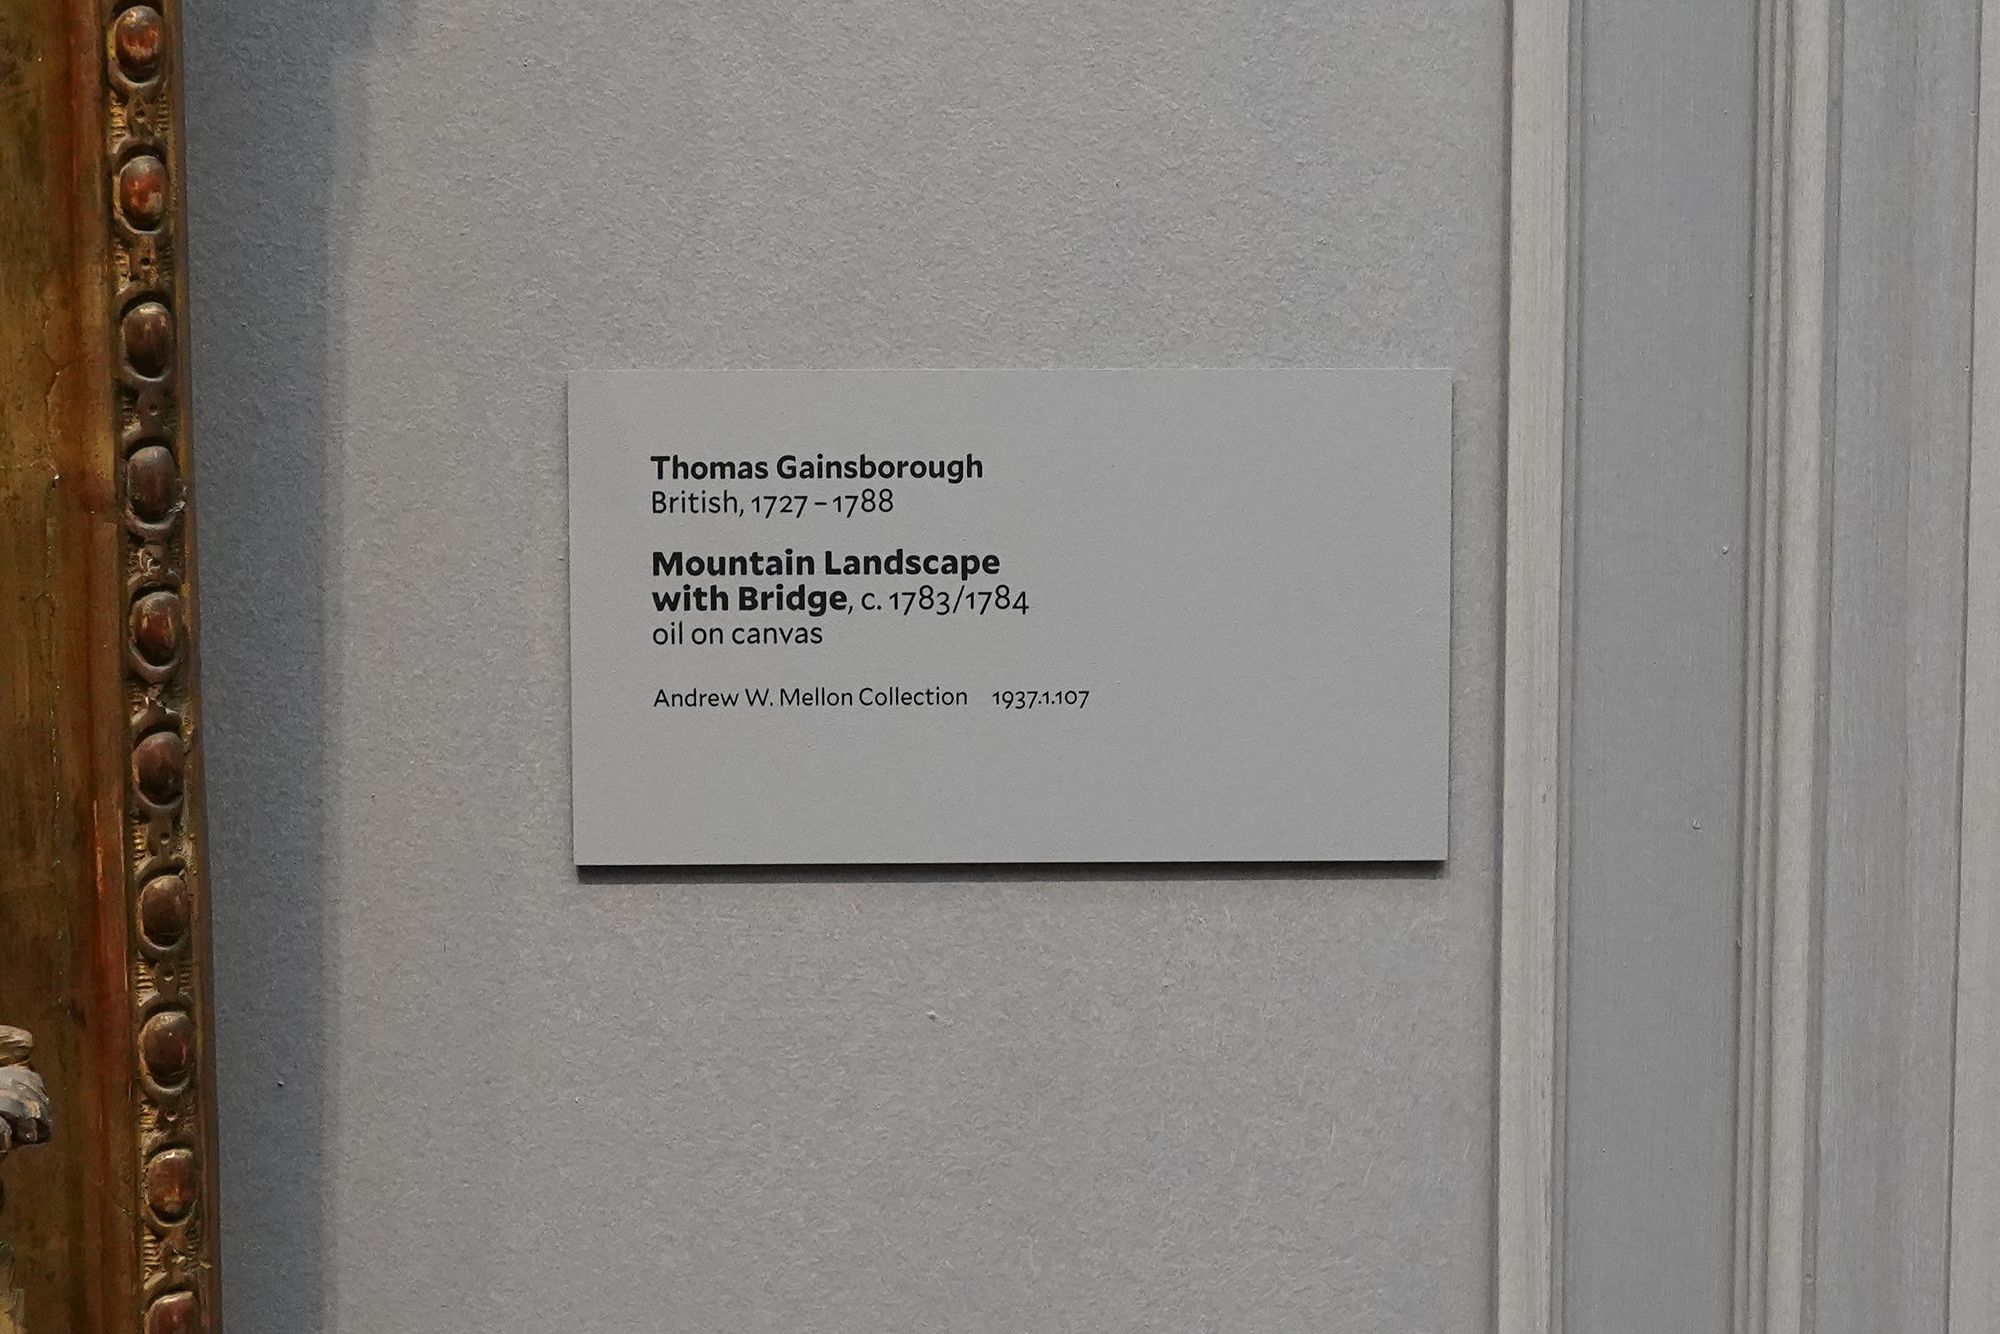 Thomas Gainsborough
British, 1727 – 1788
Mountain Landscape
with Bridge, c. 1783/1784
oil on canvas
Andrew W. Mellon Collection 1937.1.107